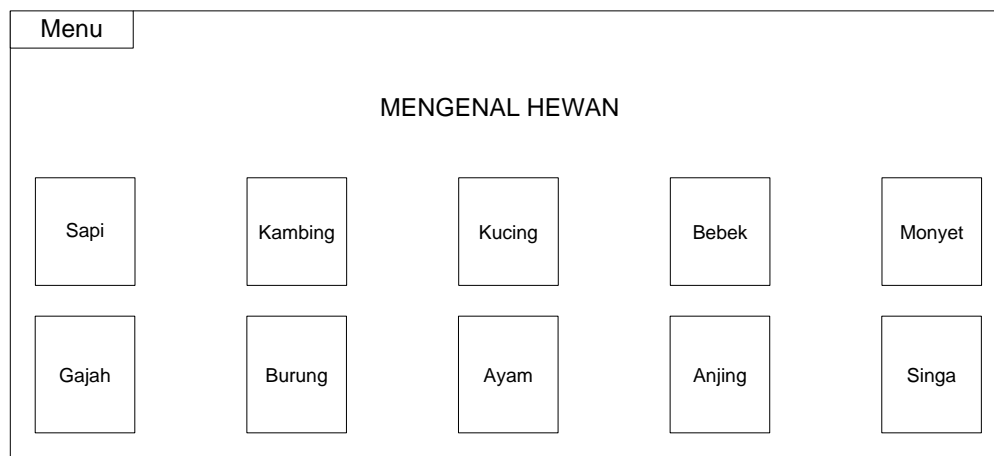 Menu
MENGENAL HEWAN
Sapi Kambing Kucing Bebek Monyet
Gajah Burung Ayam Anjing Singa